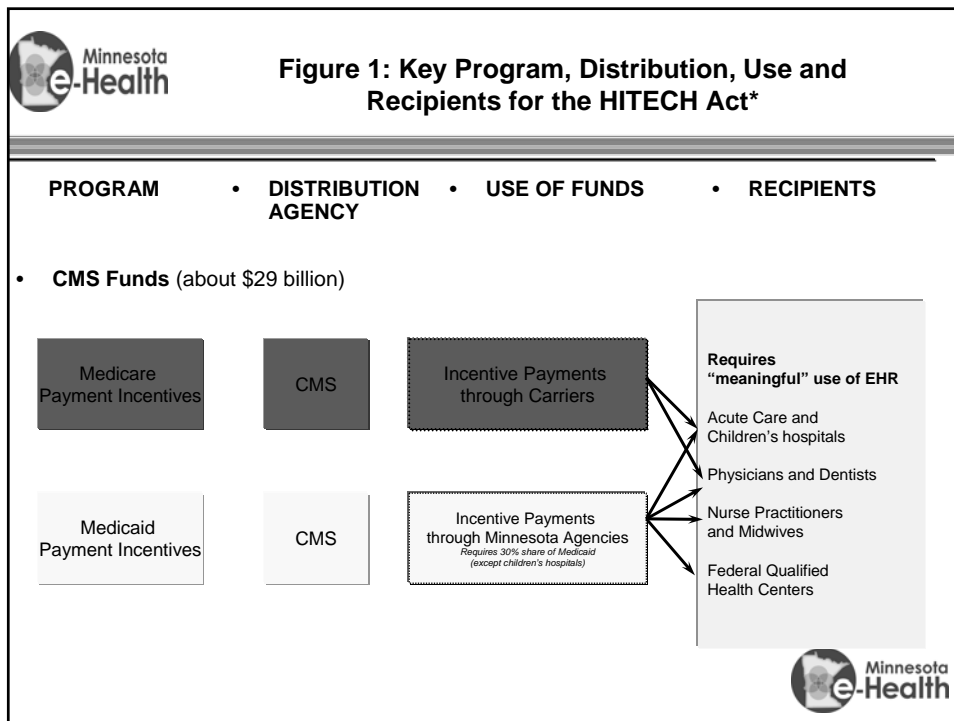 Minnesota
e-Health
Figure 1: Key Program, Distribution, Use and
Recipients for the HITECH Act*
PROGRAM
• DISTRIBUTION
AGENCY
• USE OF FUNDS
• RECIPIENTS
• CMS Funds (about $29 billion)
Medicare
Payment Incentives
CMS
Incentive Payments
through Carriers
Medicaid
Payment Incentives
CMS
Incentive Payments
through Minnesota Agencies
Requires 30% share of Medicaid
(except children's hospitals)
Requires
“meaningful” use of EHR
Acute Care and
Children’s hospitals
Physicians and Dentists
Nurse Practitioners
and Midwives
Federal Qualified
Health Centers
Minnesota
e-Health